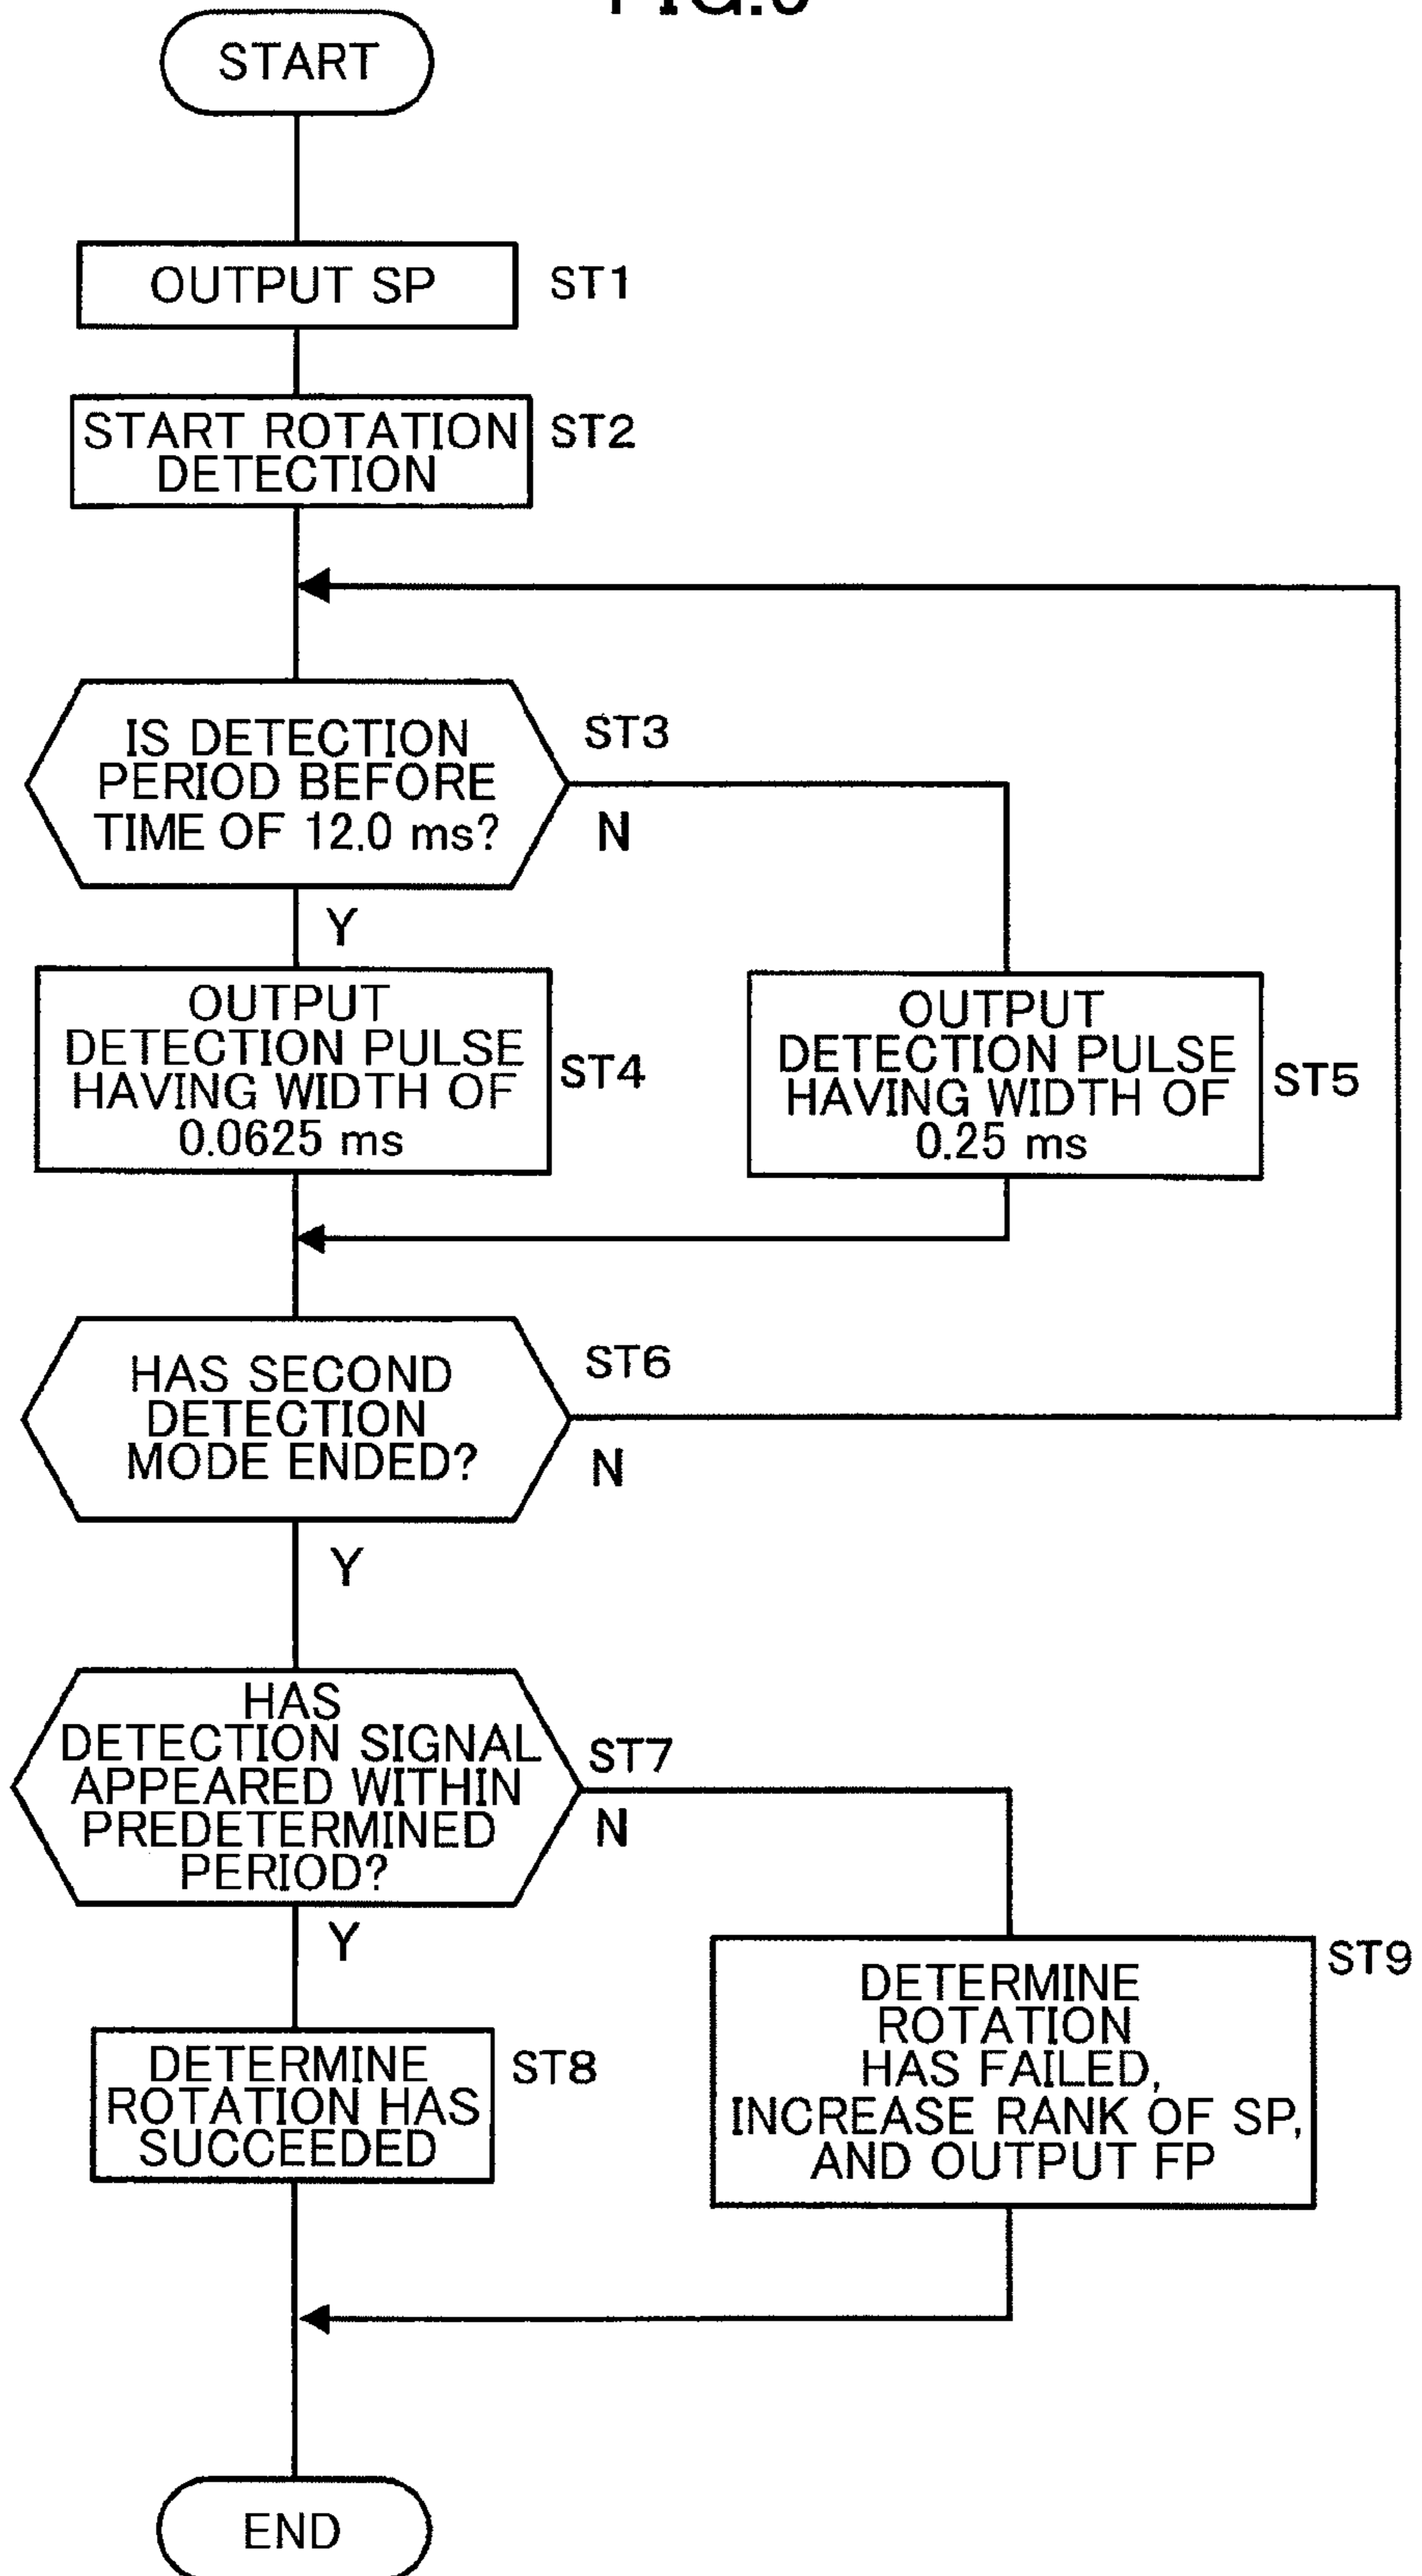 START
OUTPUT SP
ST1
START ROTATION
DETECTION
ST2
IS DETECTION
PERIOD BEFORE
TIME OF 12.0 ms?
ST3
N
Y
OUTPUT
DETECTION PULSE
HAVING WIDTH OF
0.0625 ms
ST4
OUTPUT
DETECTION PULSE
HAVING WIDTH OF
0.25 ms
ST5
HAS SECOND
DETECTION
MODE ENDED?
ST6
N
Y
HAS
DETECTION SIGNAL
APPEARED WITHIN
PREDETERMINED
PERIOD?
ST7
N
Y
DETERMINE
ROTATION HAS
SUCCEEDED
ST8
DETERMINE
ROTATION
HAS FAILED,
INCREASE RANK OF SP,
AND OUTPUT FP
ST9
END